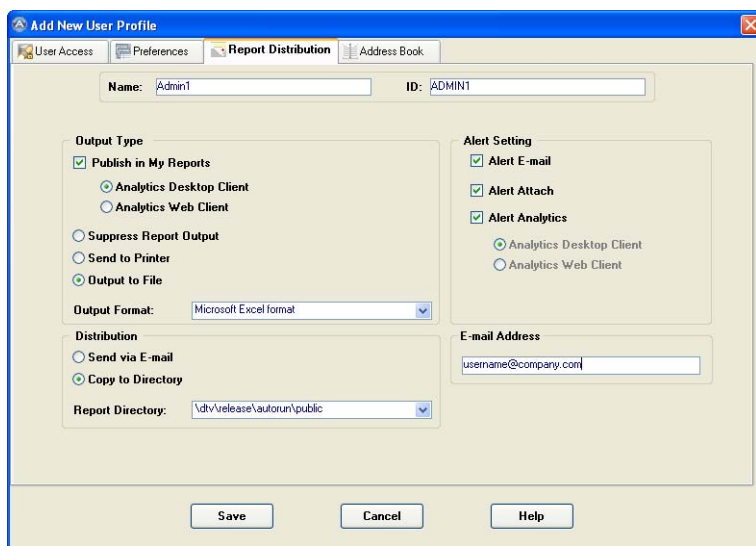 Add New User Profile
User Access Preferences Report Distribution Address Book
Name: Admin1 ID: ADMIN1
Output Type
Publish in My Reports
Analytics Desktop Client
Analytics Web Client
Suppress Report Output
Send to Printer
Output to File
Output Format: Microsoft Excel format
Alert Setting
Alert E-mail
Alert Attach
Alert Analytics
Analytics Desktop Client
Analytics Web Client
Distribution
Send via E-mail
Copy to Directory
Report Directory: \dtv\release\autorun\public
E-mail Address
username@company.com
Save Cancel Help